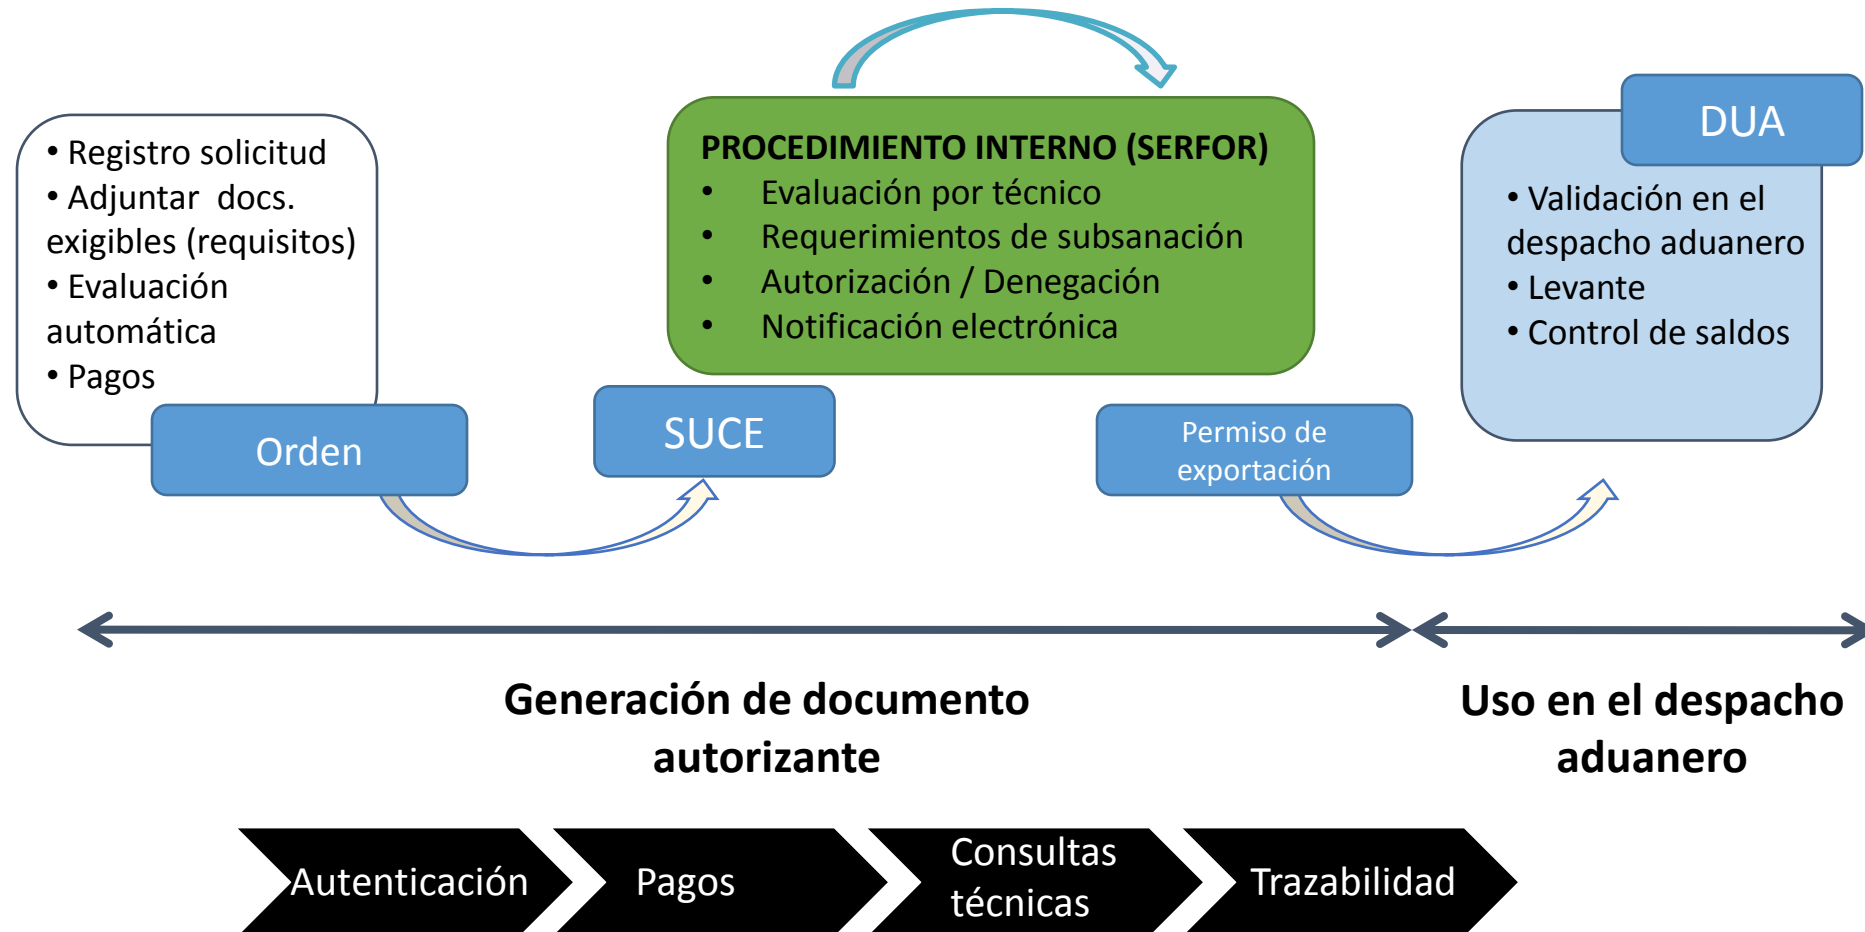 • Registro solicitud
• Adjuntar docs.
exigibles (requisitos)
• Evaluación
automática
• Pagos
Orden
SUCE
PROCEDIMIENTO INTERNO (SERFOR)
• Evaluación por técnico
• Requerimientos de subsanación
• Autorización / Denegación
• Notificación electrónica
Permiso de
exportación
DUA
• Validación en el
despacho aduanero
• Levante
• Control de saldos
Generación de documento
autorizante
Uso en el despacho
aduanero
Autenticación
Pagos
Consultas
técnicas
Trazabilidad